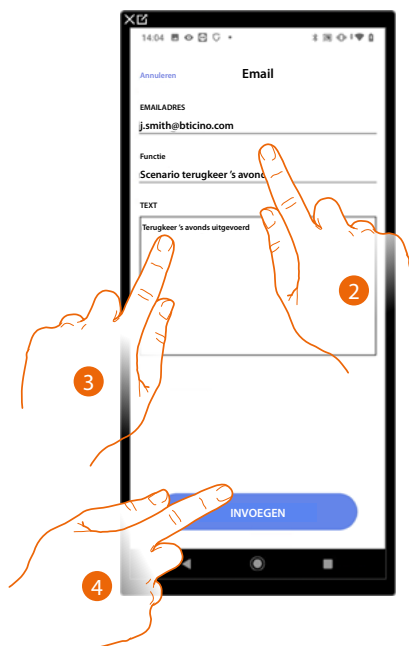 14:04
Annuleren
Email
EMAILADRES
j.smith@bticino.com
Functie
Scenario terugkeer 's avond
TEXT
Terugkeer 's avonds uitgevoerd
2
3
INVOEGEN
4